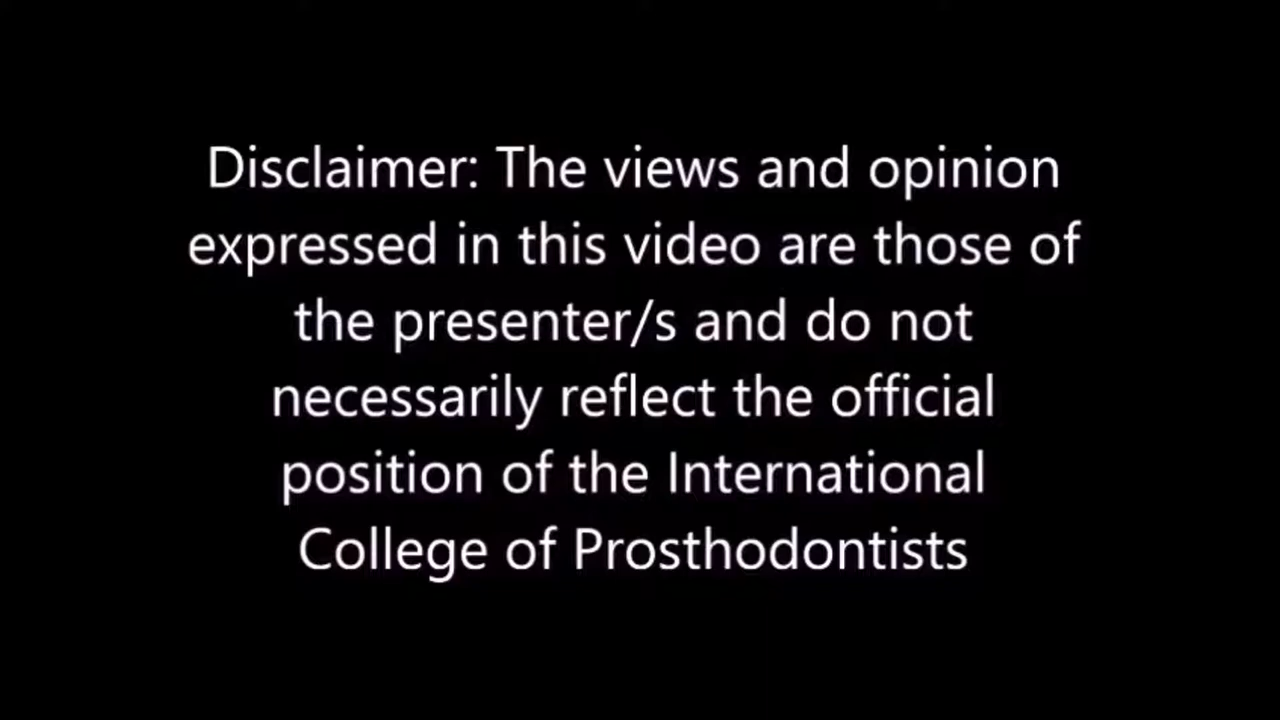 Disclaimer: The views and opinion
expressed in this video are those of
the presenter/s and do not
necessarily reflect the official
position of the International
College of Prosthodontists